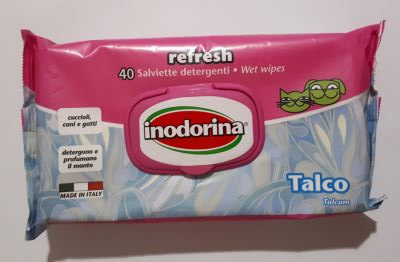 refresh
40 Salviette detergenti • Wet wipes
cuccioli,
cani e gatti
inodorina®
detergono e
profumano
il manto
MADE IN ITALY
Talco
Talcum